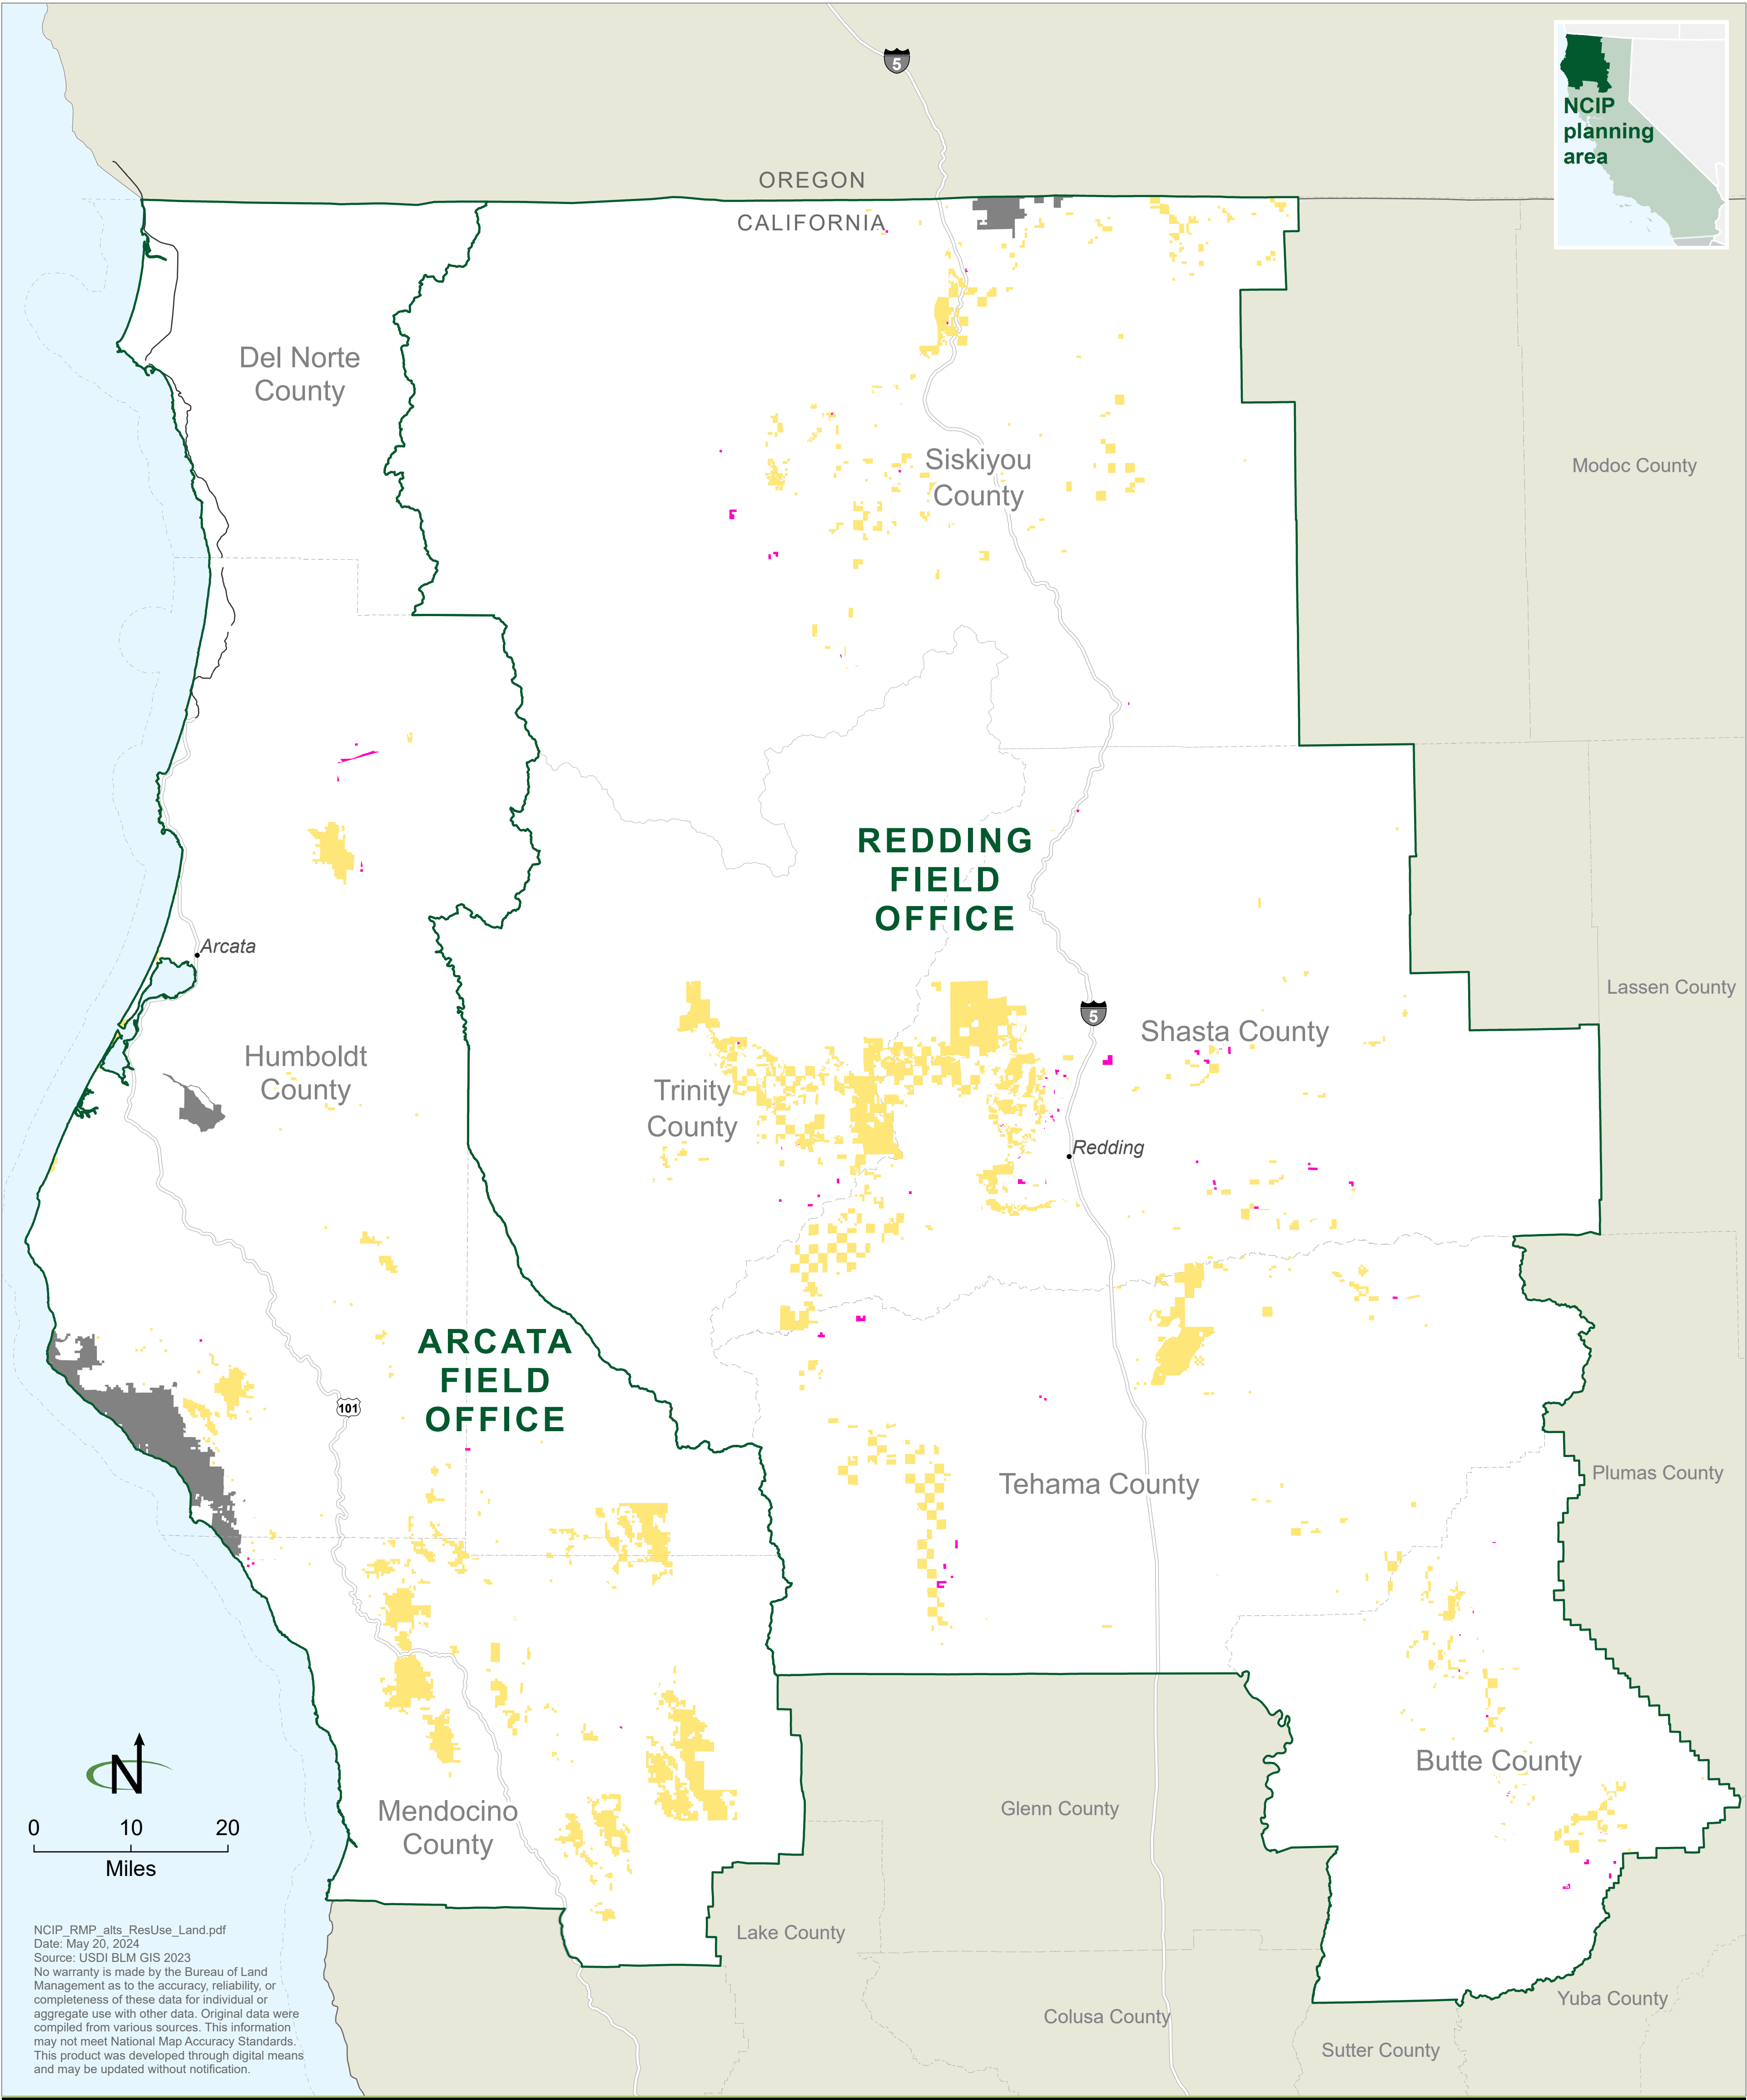 5
NCIP
planning
area
OREGON
CALIFORNIA
Del Norte
County
Siskiyou
County
Modoc County
REDDING
FIELD
OFFICE
Arcata
Lassen County
5
Shasta County
Humboldt
County
Trinity
County
Redding
ARCATA
FIELD
OFFICE
101
Tehama County
Plumas County
Butte County
N
Mendocino
County
Glenn County
0 10 20
Miles
Lake County
NCIP_RMP_alts_ResUse_Land.pdf
Date: May 20, 2024
Source: USDI BLM GIS 2023
No warranty is made by the Bureau of Land
Management as to the accuracy, reliability, or
completeness of these data for individual or
aggregate use with other data. Original data were
compiled from various sources. This information
may not meet National Map Accuracy Standards.
This product was developed through digital means
and may be updated without notification.
Yuba County
Colusa County
Sutter County